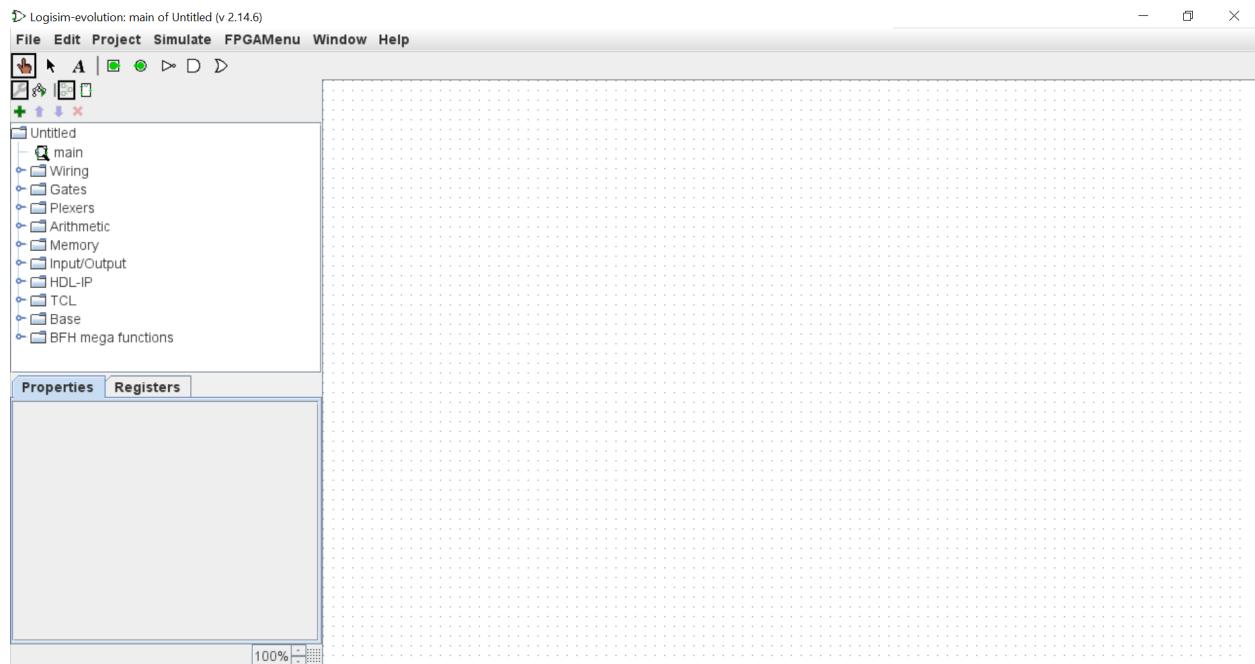 Logisim-evolution: main of Untitled (v 2.14.6)
File Edit Project Simulate FPGAMenu Window Help
A
Untitled
main
Wiring
Gates
Plexers
Arithmetic
Memory
Input/Output
HDL-IP
TCL
Base
BFH mega functions
Properties Registers
100%